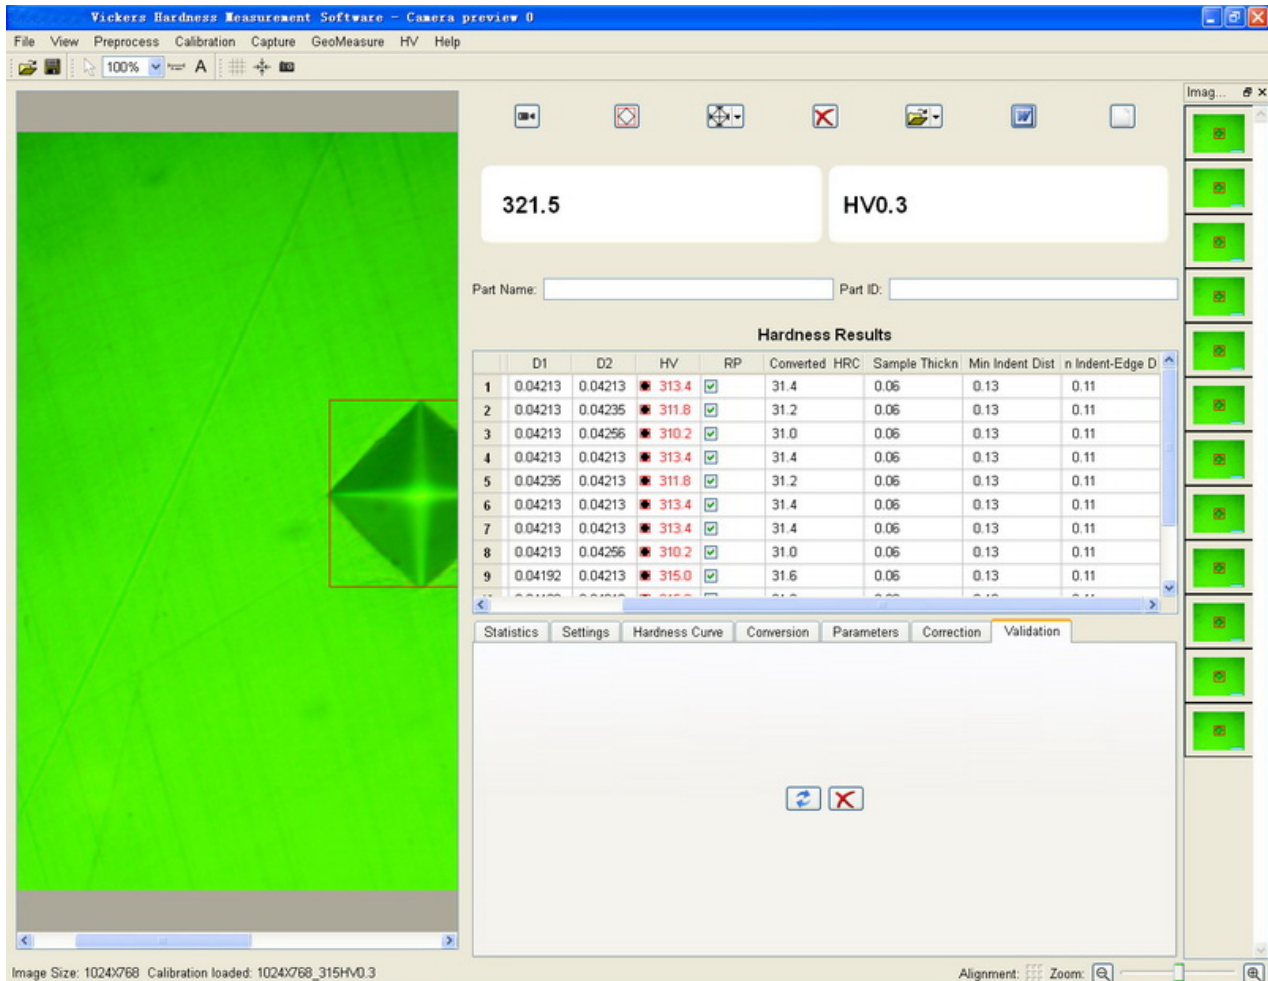 Vickers Hardness Measurement Software - Camera preview 0
File View Preprocess Calibration Capture GeoMeasure HV Help
100% A
Imag...
321.5 HV0.3
Part Name: Part ID:
Hardness Results
D1 D2 HV RP Converted HRC Sample Thickn Min Indent Dist n Indent-Edge D
1 0.04213 0.04213 313.4 31.4 0.06 0.13 0.11
2 0.04213 0.04235 311.8 31.2 0.06 0.13 0.11
3 0.04213 0.04256 310.2 31.0 0.06 0.13 0.11
4 0.04213 0.04213 313.4 31.4 0.06 0.13 0.11
5 0.04235 0.04213 311.8 31.2 0.06 0.13 0.11
6 0.04213 0.04213 313.4 31.4 0.06 0.13 0.11
7 0.04213 0.04213 313.4 31.4 0.06 0.13 0.11
8 0.04213 0.04256 310.2 31.0 0.06 0.13 0.11
9 0.04192 0.04213 315.0 31.6 0.06 0.13 0.11
Statistics Settings Hardness Curve Conversion Parameters Correction Validation
Image Size: 1024X768 Calibration loaded: 1024X768_315HV0.3 Alignment: Zoom: